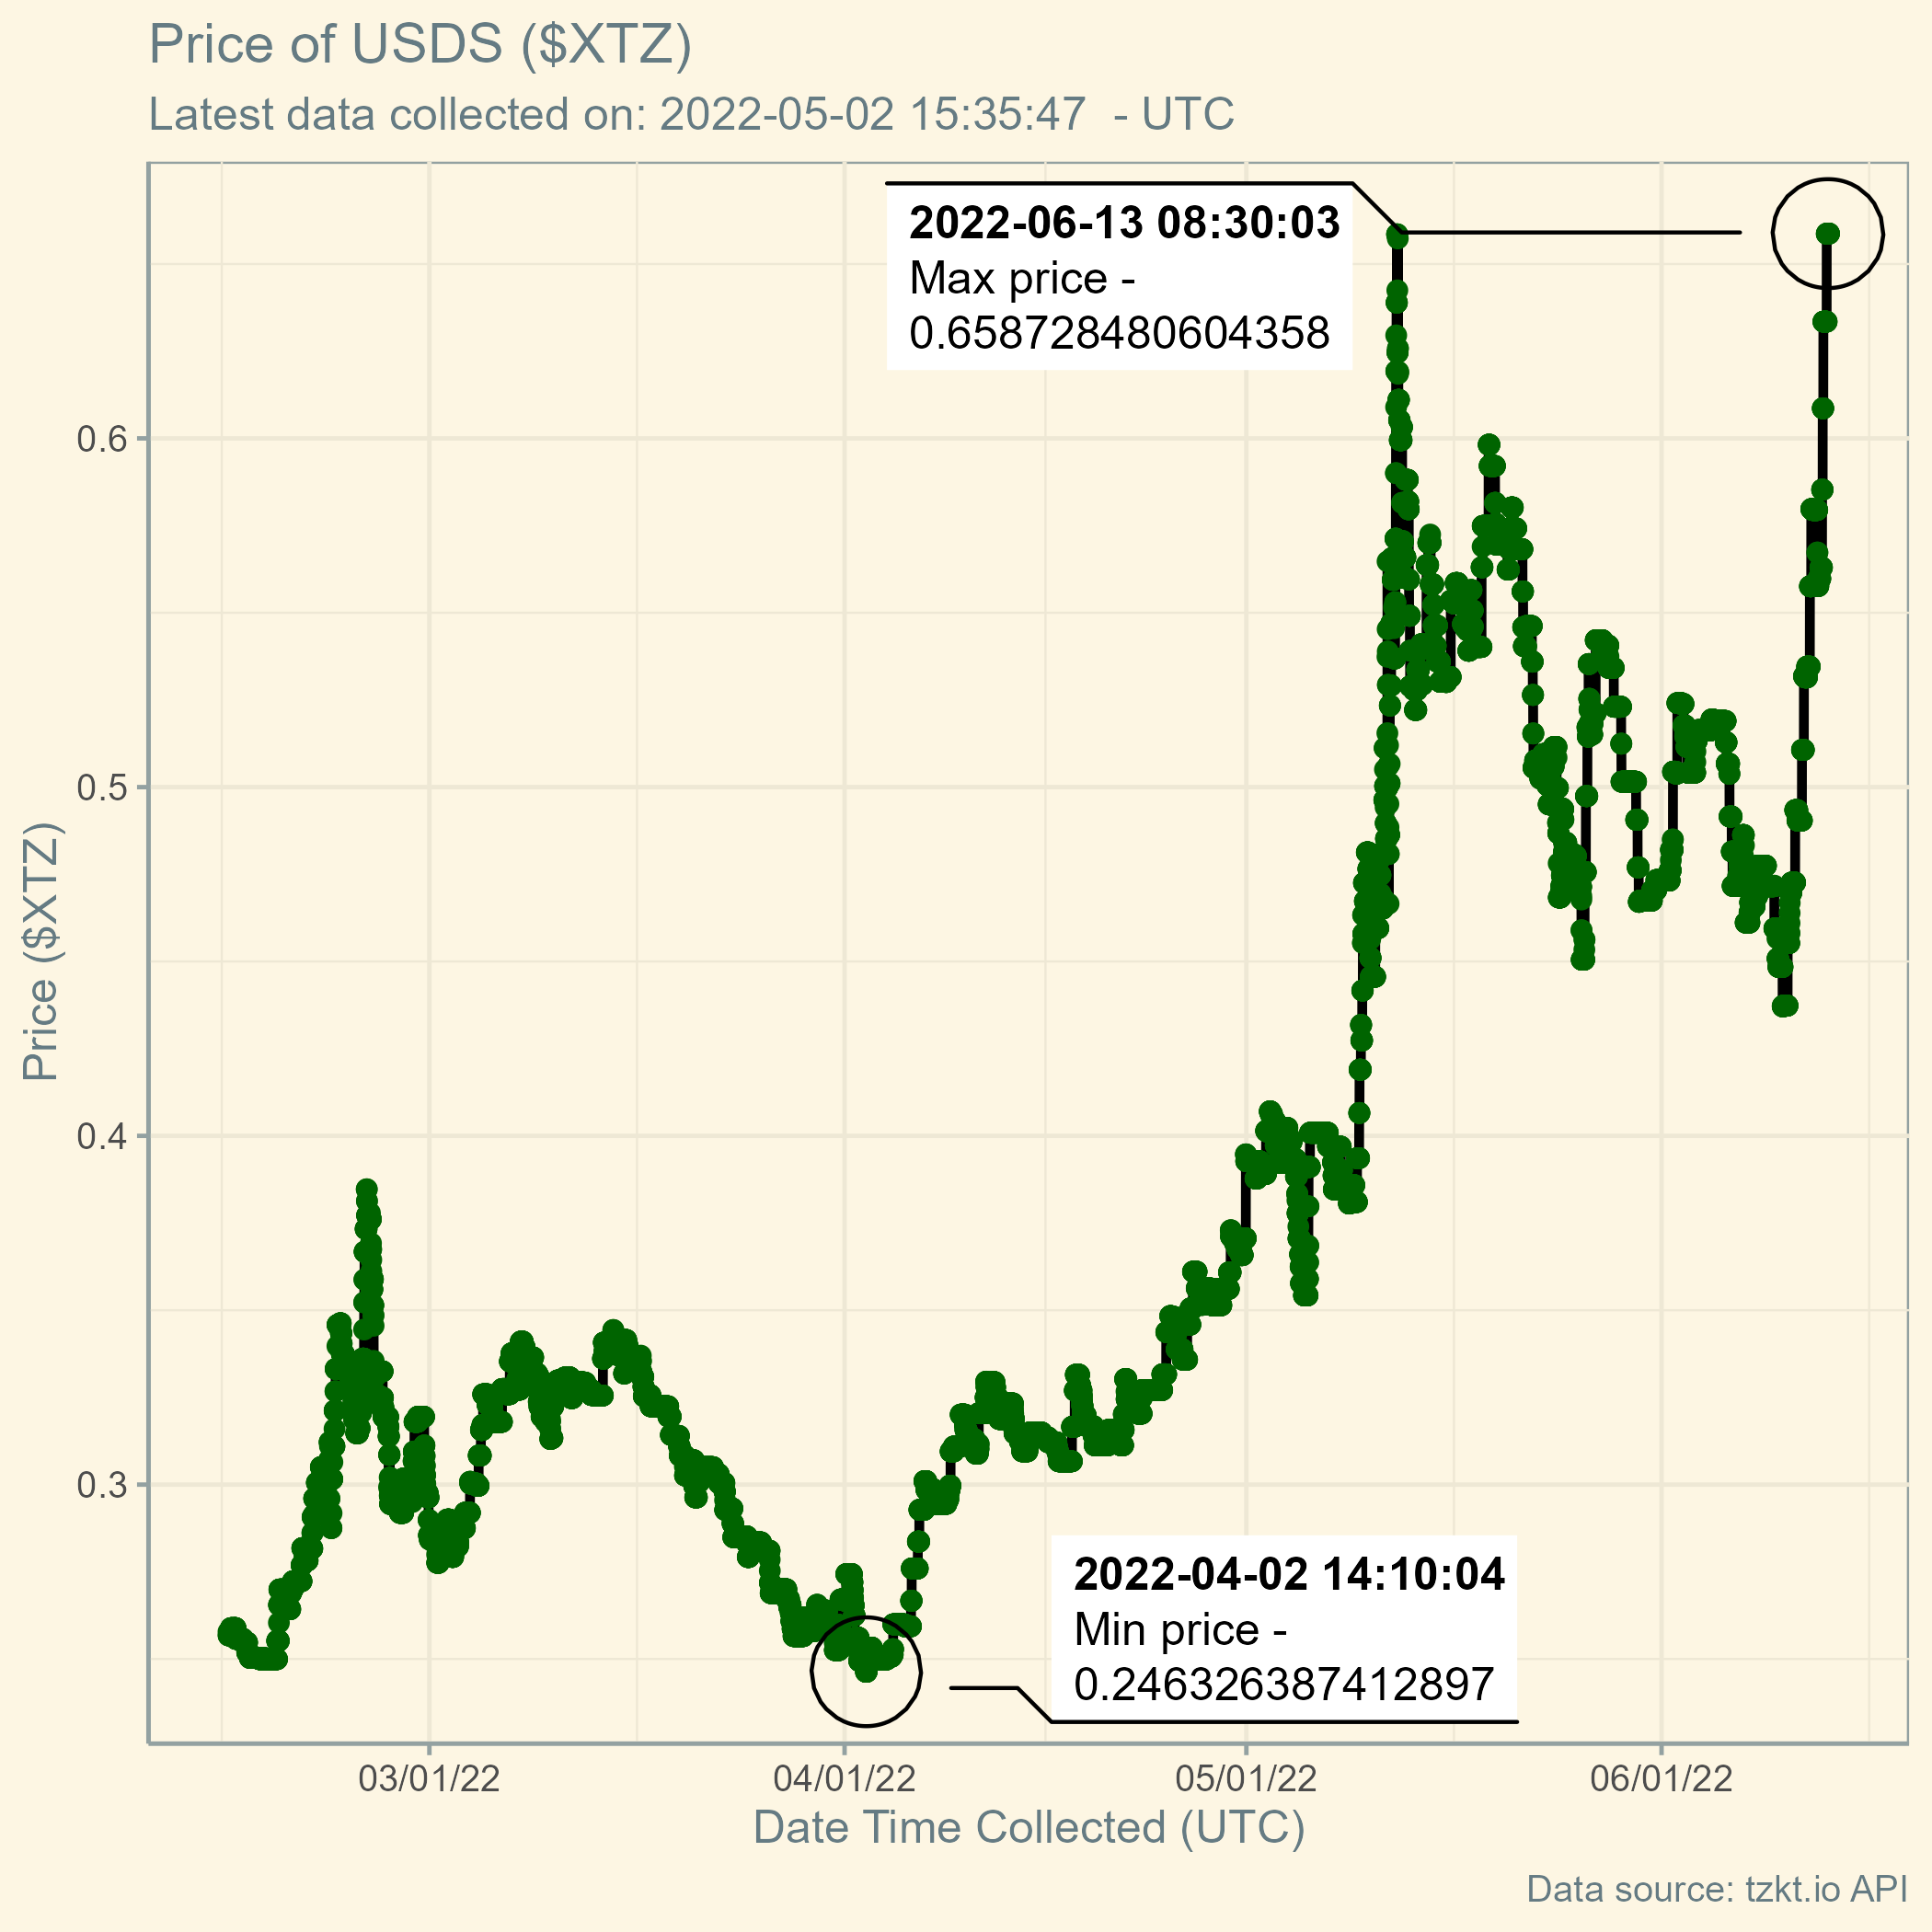 Price of USDS ($XTZ)
Latest data collected on: 2022-05-02 15:35:47  - UTC
2022-06-13 08:30:03
Max price -
0.658728480604358
0.6
0.5
0.4
0.3
Price ($XTZ)
2022-04-02 14:10:04
Min price -
0.246326387412897
03/01/22
04/01/22
05/01/22
06/01/22
Date Time Collected (UTC)
Data source: tzkt.io API